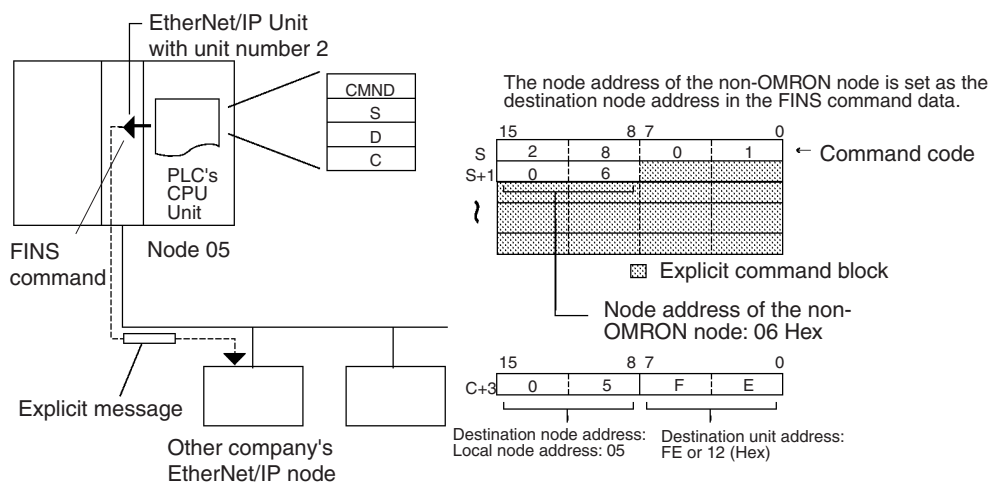 EtherNet/IP Unit
with unit number 2
CMND
S
D
C
PLC's
CPU
Unit
FINS
command
Node 05
Explicit message
Other company's
EtherNet/IP node
The node address of the non-OMRON node is set as the
destination node address in the FINS command data.
15 8 7 0
S 2 8 0 1 ← Command code
S+1 0 6
~
Explicit command block
Node address of the non-
OMRON node: 06 Hex
15 8 7 0
C+3 0 5 F E
Destination node address:
Local node address: 05
Destination unit address:
FE or 12 (Hex)